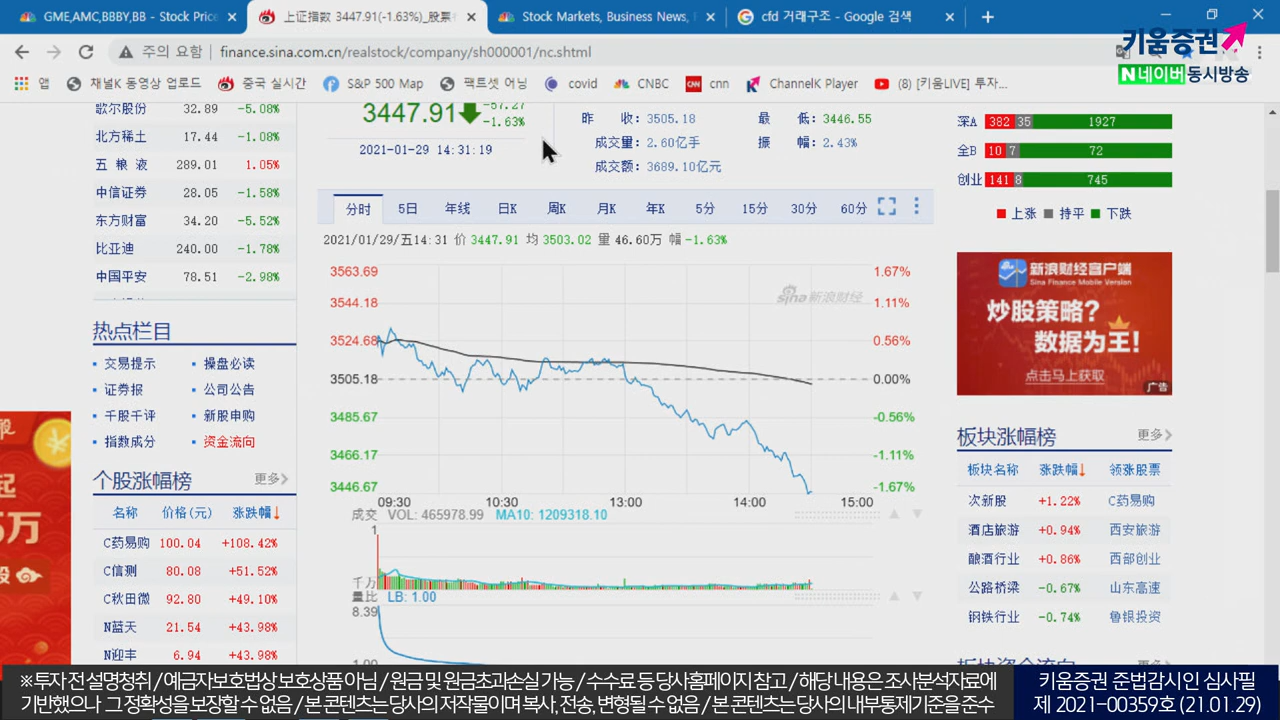 GME,AMC,BBBY,BB - Stock Price
上证指数 3447.91(-1.63%)_股票
Stock Markets, Business News,
cfd 거래구조 - Google 검색
주의 요함
finance.sina.com.cn/realstock/company/sh000001/nc.shtml
키움증권
N네이버동시방송
앱
채널K 동영상 업로드
중국 실시간
S&P 500 Map
팩트셋 어닝
covid
CNBC
cnn
ChannelK Player
(8) [키움LIVE] 투자...
歌尔股份 32.89 -5.08%
北方稀土 17.44 -1.08%
五 粮 液 289.01 1.05%
中信证券 28.05 -1.58%
东方财富 34.20 -5.52%
比亚迪 240.00 -1.78%
中国平安 78.51 -2.98%
热点栏目
交易提示 操盘必读
证券报 公司公告
千股千评 新股申购
指数成分 资金流向
个股涨幅榜 更多
名称 价格(元) 涨跌幅↓
C药易购 100.04 +108.42%
C信测 80.08 +51.52%
C秋田微 92.80 +49.10%
N蓝天 21.54 +43.98%
N迎丰 6.94 +43.98%
3447.91 -57.27
-1.63%
2021-01-29 14:31:19
昨 收: 3505.18 最 低: 3446.55
成交量: 2.60亿手 振 幅: 2.43%
成交额: 3689.10亿元
分时 5日 年线 日K 周K 月K 年K 5分 15分 30分 60分
2021/01/29/五14:31 价 3447.91 均 3503.02 量 46.60万 幅 -1.63%
sina新浪财经
3563.69 1.67%
3544.18 1.11%
3524.68 0.56%
3505.18 0.00%
3485.67 -0.56%
3466.17 -1.11%
3446.67 -1.67%
09:30 10:30 13:00 14:00 15:00
成交 VOL: 465978.99 MA10: 1209318.10
1
千万
量比 LB: 1.00
8.39
1.00
深A 382 35 1927
全B 10 7 72
创业 141 8 745
上涨 持平 下跌
新浪财经客户端
Sina Finance Mobile Version
炒股策略?
数据为王!
点击马上获取
广告
板块涨幅榜 更多
板块名称 涨跌幅↓ 领涨股票
次新股 +1.22% C药易购
酒店旅游 +0.94% 西安旅游
酿酒行业 +0.86% 西部创业
公路桥梁 -0.67% 山东高速
钢铁行业 -0.74% 鲁银投资
板块资金流向 更多
起
5万
※ 투자 전 설명청취 / 예금자보호법상 보호상품 아님 / 원금 및 원금초과손실 가능 / 수수료 등 당사홈페이지 참고 / 해당 내용은 조사분석자료에
기반했으나 그 정확성을 보장할 수 없음 / 본 콘텐츠는 당사의 저작물이며 복사, 전송, 변형될 수 없음 / 본 콘텐츠는 당사의 내부통제기준을 준수
키움증권 준법감시인 심사필
제 2021-00359호 (21.01.29)